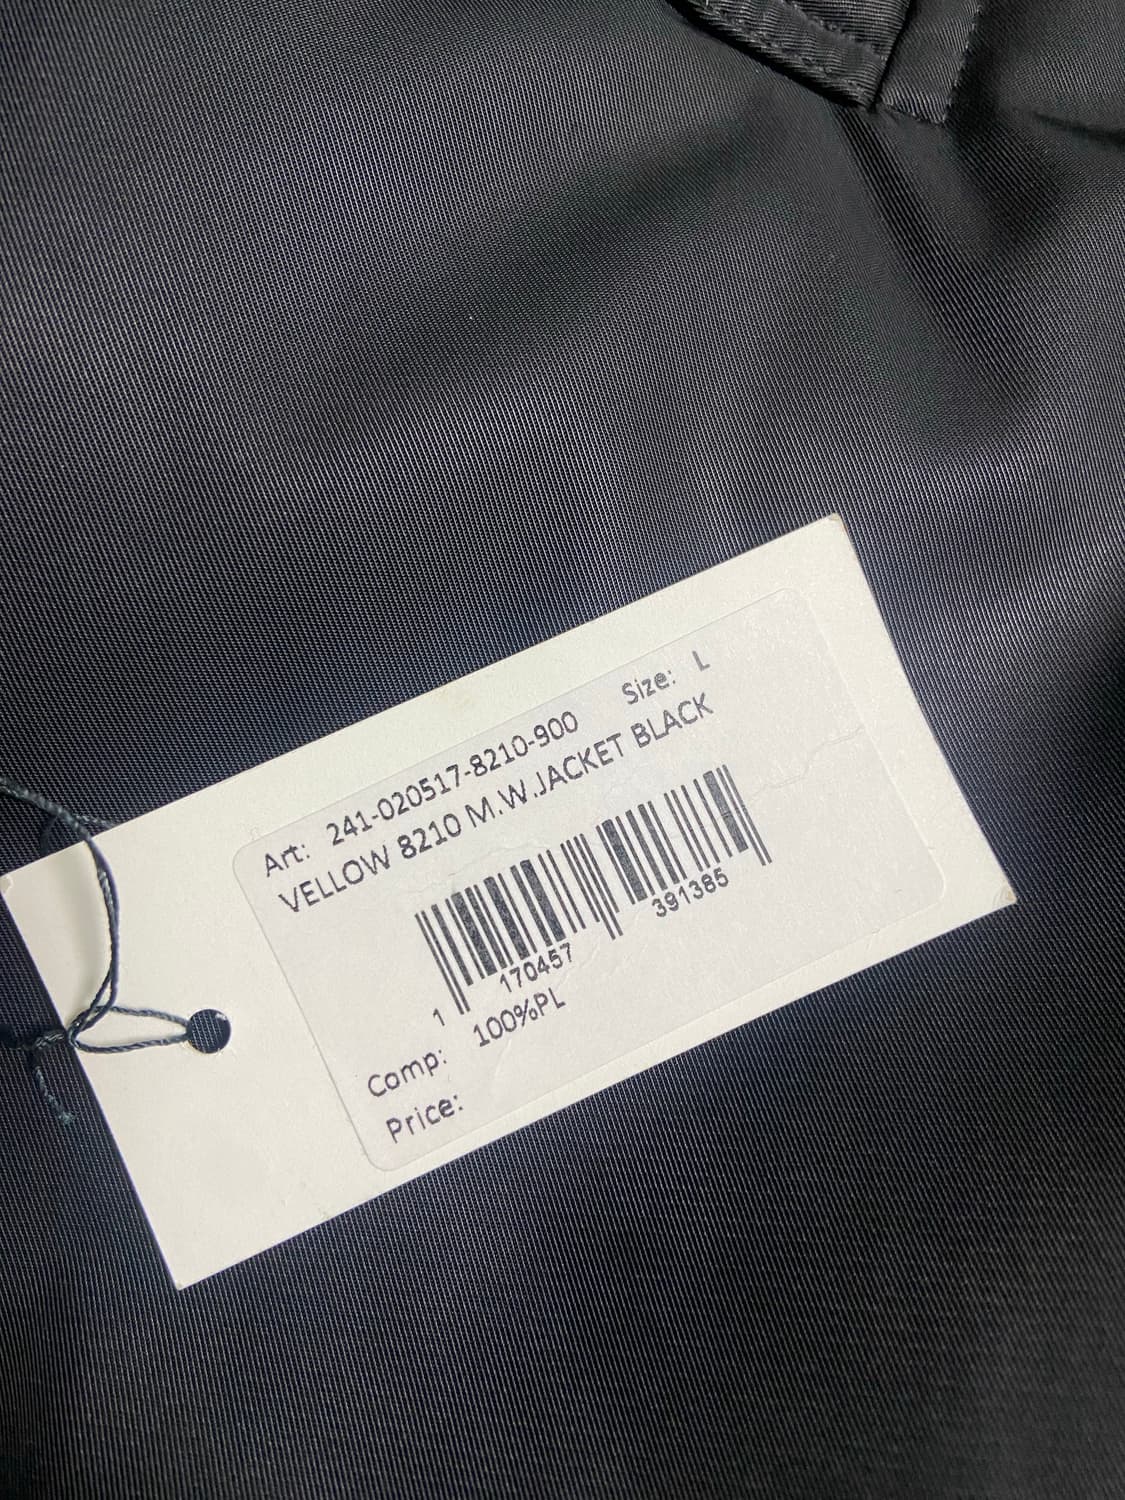 Art: 241-020517-8210-900 Size: L
VELLOW 8210 M.W.JACKET BLACK
1 170457 391385
Comp: 100%PL
Price: